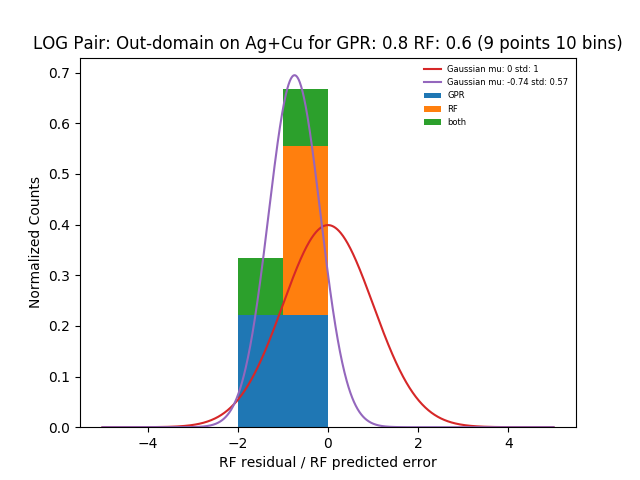 LOG Pair: Out-domain on Ag+Cu for GPR: 0.8 RF: 0.6 (9 points 10 bins)
Gaussian mu: 0 std: 1
Gaussian mu: -0.74 std: 0.57
GPR
RF
both
Normalized Counts
0.7
0.6
0.5
0.4
0.3
0.2
0.1
0.0
−4
−2
0
2
4
RF residual / RF predicted error